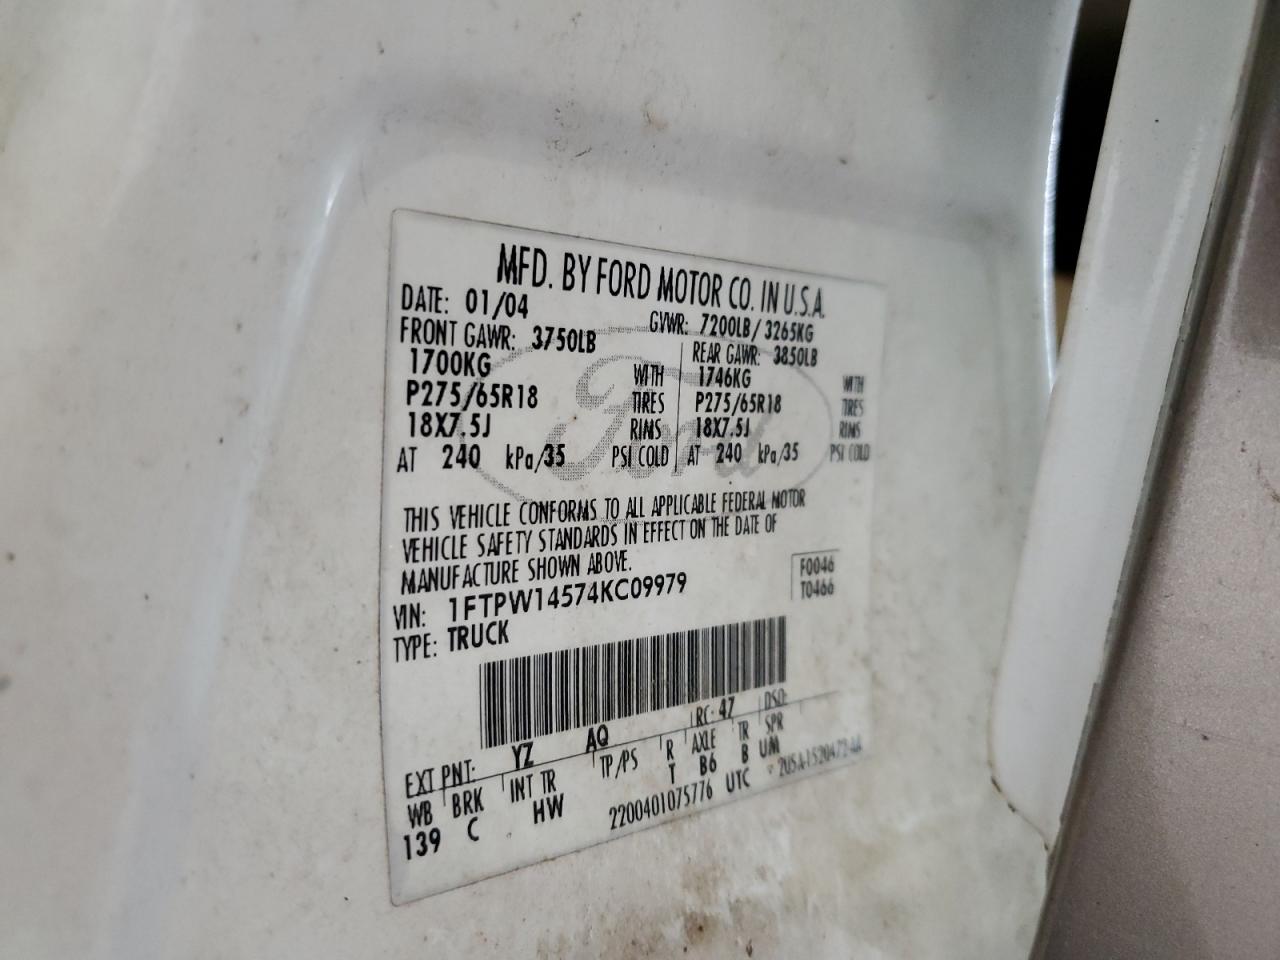 MFD. BY FORD MOTOR CO. IN U.S.A.
DATE: 01/04 GVWR: 7200LB/3265KG
FRONT GAWR: 3750LB REAR GAWR: 3850LB
1700KG WITH 1746KG WITH
P275/65R18 TIRES P275/65R18 TIRES
18X7.5J RIMS 18X7.5J RIMS
AT 240 kPa/35 PSI COLD AT 240 kPa/35 PSI COLD
Ford
THIS VEHICLE CONFORMS TO ALL APPLICABLE FEDERAL MOTOR
VEHICLE SAFETY STANDARDS IN EFFECT ON THE DATE OF
MANUFACTURE SHOWN ABOVE.
F0046
VIN: 1FTPW14574KC09979 T0466
TYPE: TRUCK
RC: 47 DSO:
EXT PNT: YZ AQ
WB BRK INT TR TP/PS R AXLE TR SPR
139 C HW T B6 B UM
2200401075776 UTC